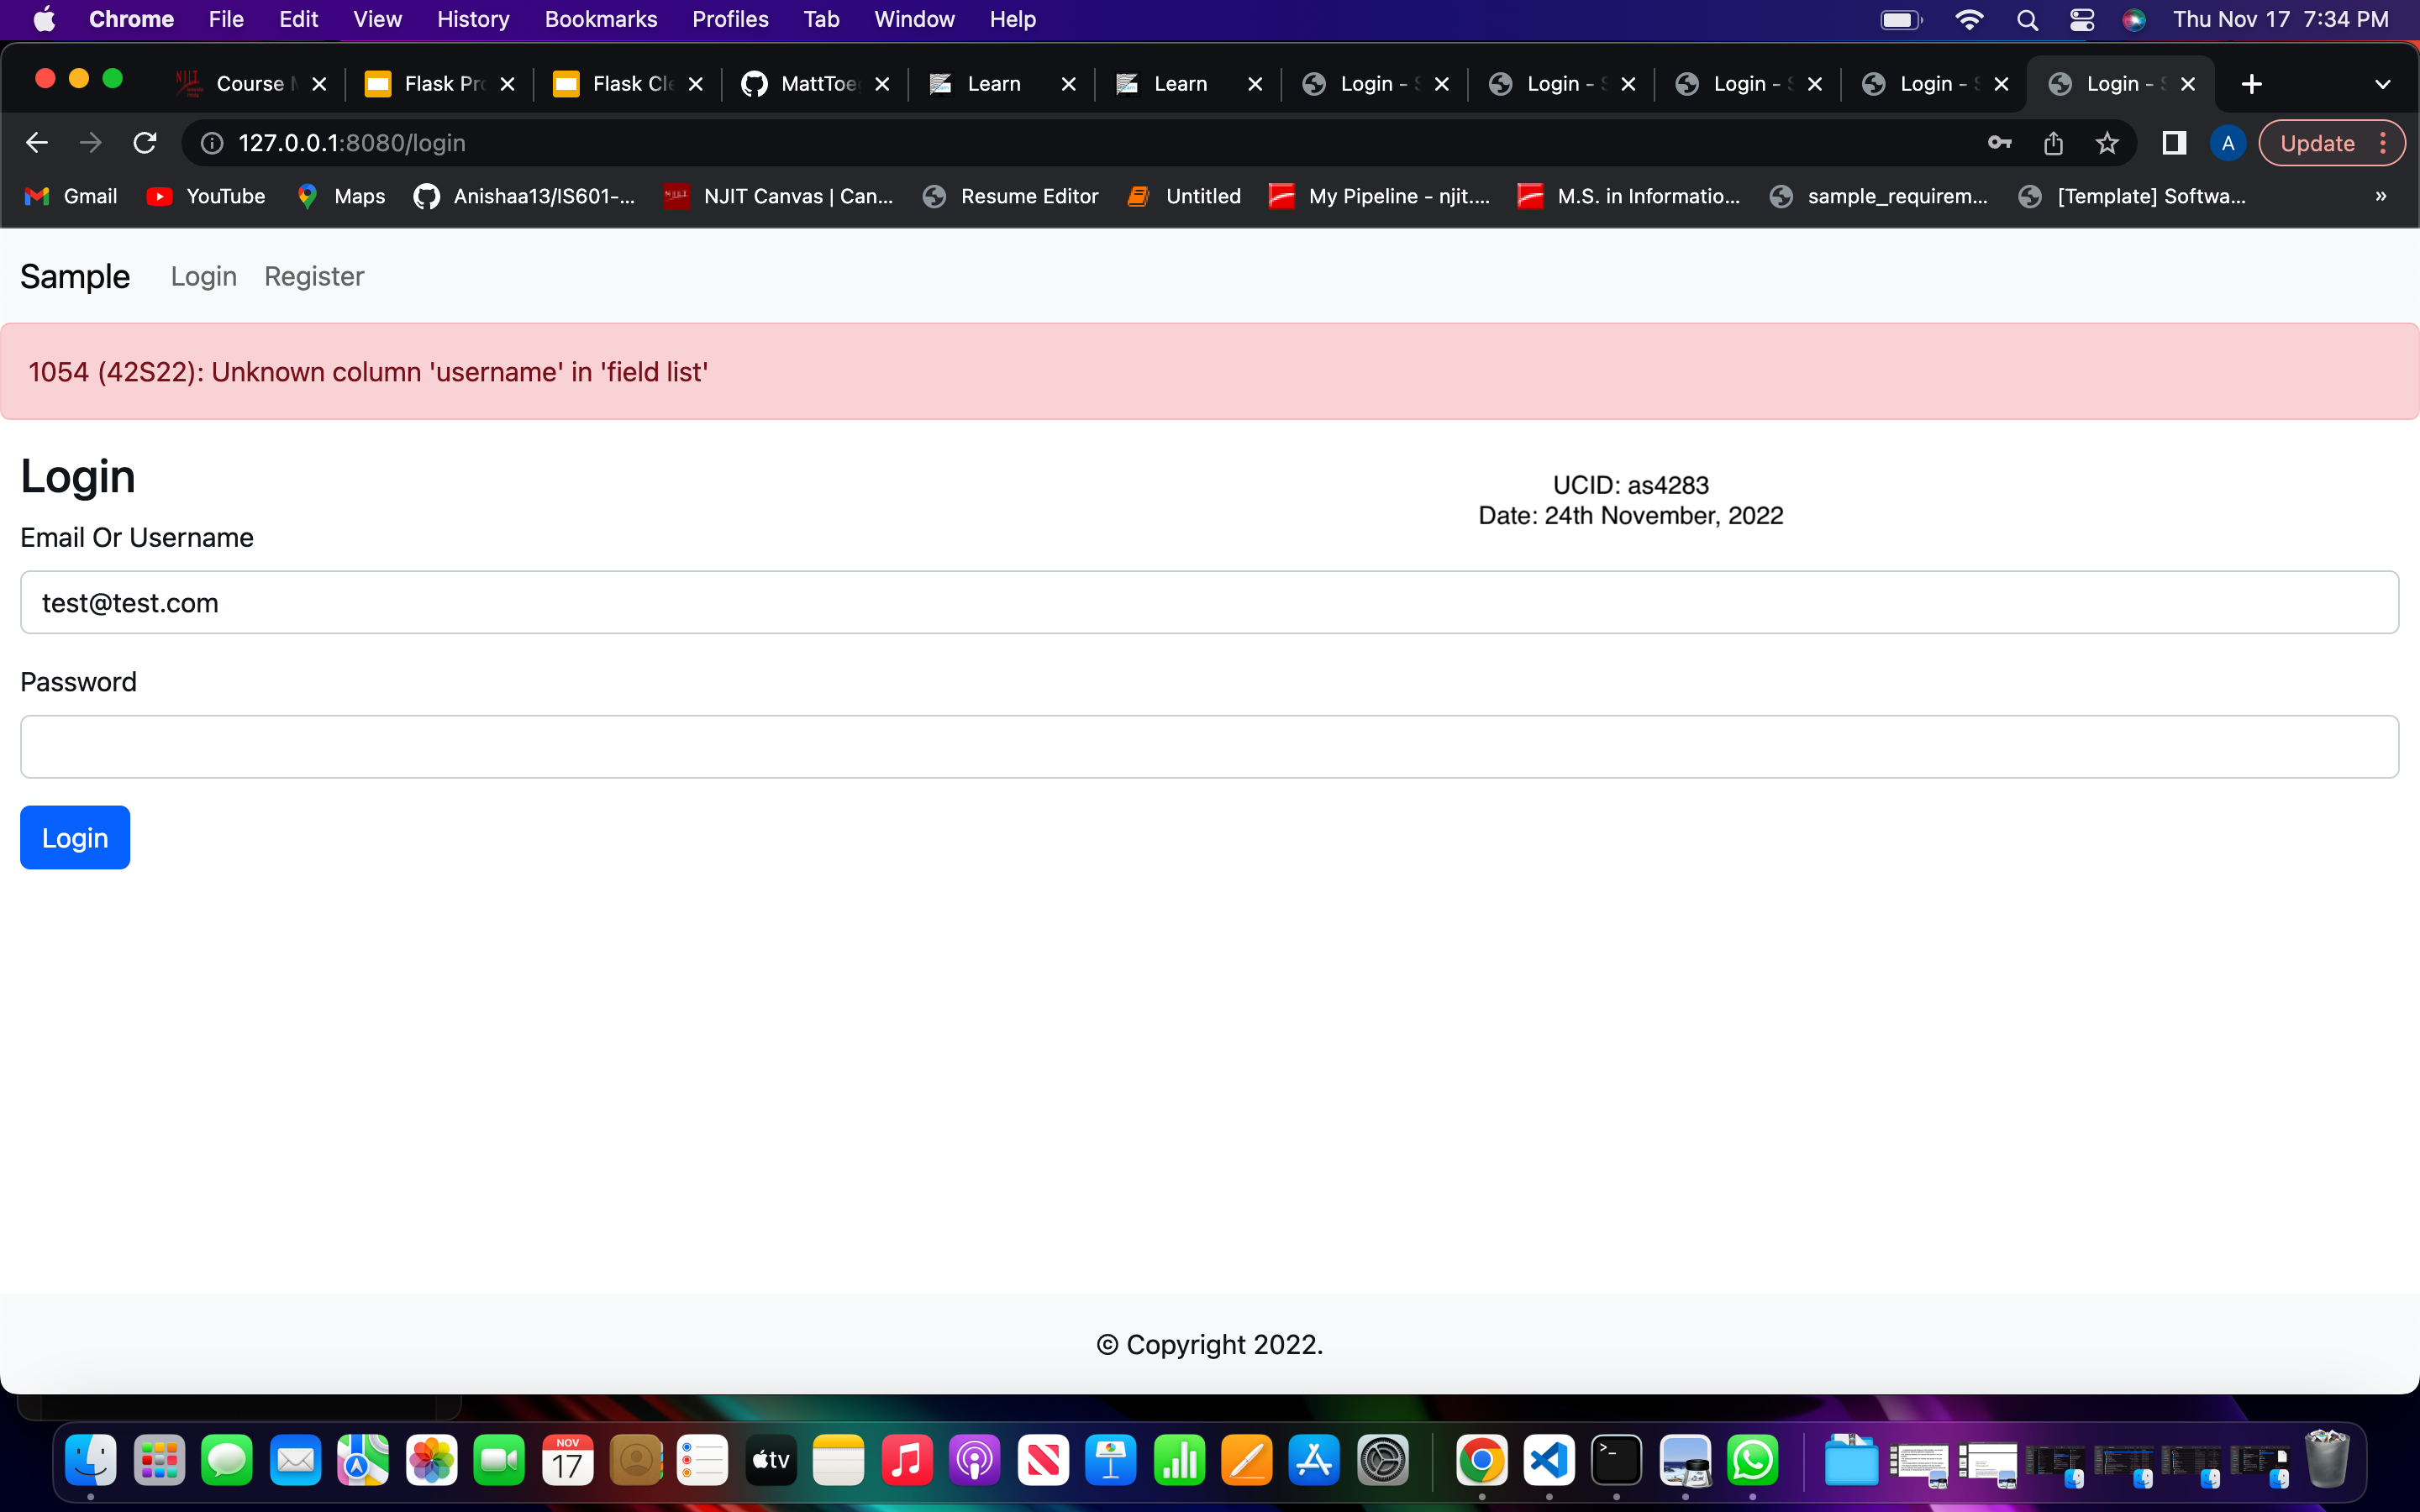 Chrome File Edit View History Bookmarks Profiles Tab Window Help Thu Nov 17 7:34 PM
Course Flask Pr Flask Cle MattToe Learn Learn Login - Login - Login - Login - Login -
127.0.0.1:8080/login Update
Gmail YouTube Maps Anishaa13/IS601-... NJIT Canvas | Can... Resume Editor Untitled My Pipeline - njit.... M.S. in Informatio... sample_requirem... [Template] Softwa... »
Sample Login Register
1054 (42S22): Unknown column 'username' in 'field list'
Login
UCID: as4283
Date: 24th November, 2022
Email Or Username
test@test.com
Password
Login
© Copyright 2022.
NOV
17
tv